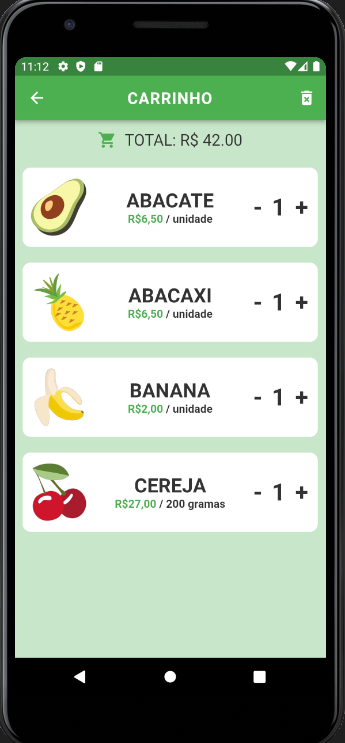 11:12
CARRINHO
TOTAL: R$ 42.00
ABACATE
R$6,50 / unidade
- 1 +
ABACAXI
R$6,50 / unidade
- 1 +
BANANA
R$2,00 / unidade
- 1 +
CEREJA
R$27,00 / 200 gramas
- 1 +